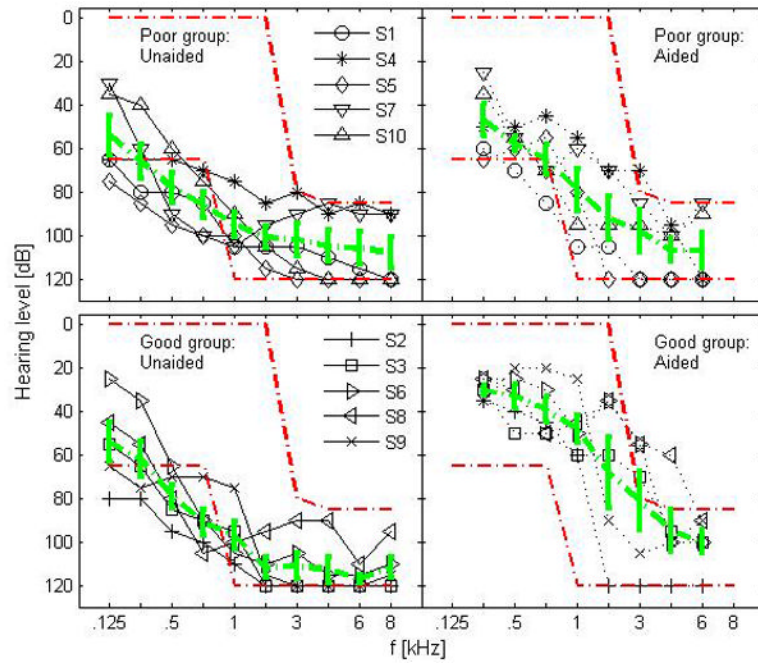 0
20
40
60
80
100
120
Poor group:
Unaided
S1
S4
S5
S7
S10
Poor group:
Aided
Hearing level [dB]
0
20
40
60
80
100
120
Good group:
Unaided
S2
S3
S6
S8
S9
Good group:
Aided
.125 .5 1 3 6 8
.125 .5 1 3 6 8
f [kHz]